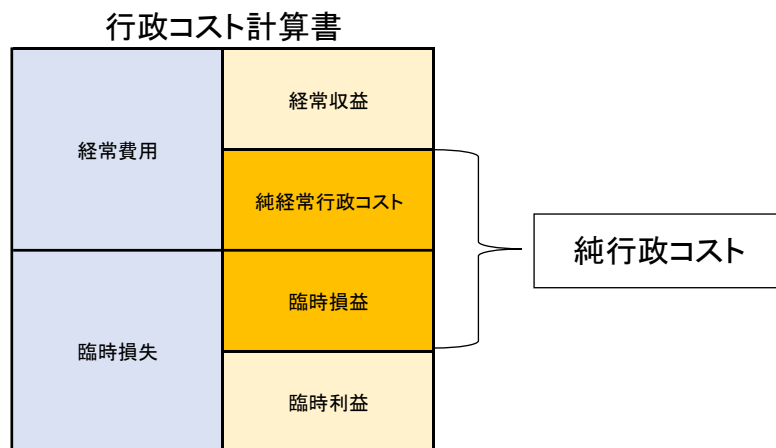 行政コスト計算書
経常費用
経常収益
純経常行政コスト
純行政コスト
臨時損益
臨時損失
臨時利益